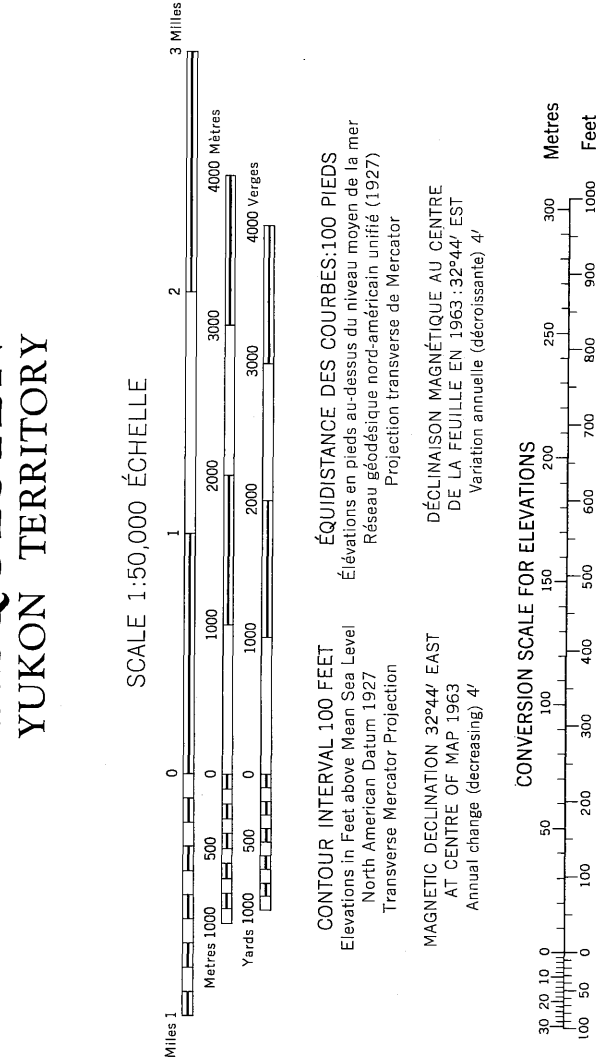 YUKON TERRITORY
SCALE 1:50,000 ÉCHELLE
Miles 1 0 1 2 3 Milles
Metres 1000 500 0 1000 2000 3000 4000 Mètres
Yards 1000 500 0 1000 2000 3000 4000 Verges
CONTOUR INTERVAL 100 FEET
Elevations in Feet above Mean Sea Level
North American Datum 1927
Transverse Mercator Projection
ÉQUIDISTANCE DES COURBES:100 PIEDS
Élévations en pieds au-dessus du niveau moyen de la mer
Réseau géodésique nord-américain unifié (1927)
Projection transverse de Mercator
MAGNETIC DECLINATION 32°44′ EAST
AT CENTRE OF MAP 1963
Annual change (decreasing) 4′
DÉCLINAISON MAGNÉTIQUE AU CENTRE
DE LA FEUILLE EN 1963:32°44′ EST
Variation annuelle (décroissante) 4′
CONVERSION SCALE FOR ELEVATIONS
30 20 10 0 50 100 150 200 250 300 Metres
100 50 0 100 200 300 400 500 600 700 800 900 1000 Feet